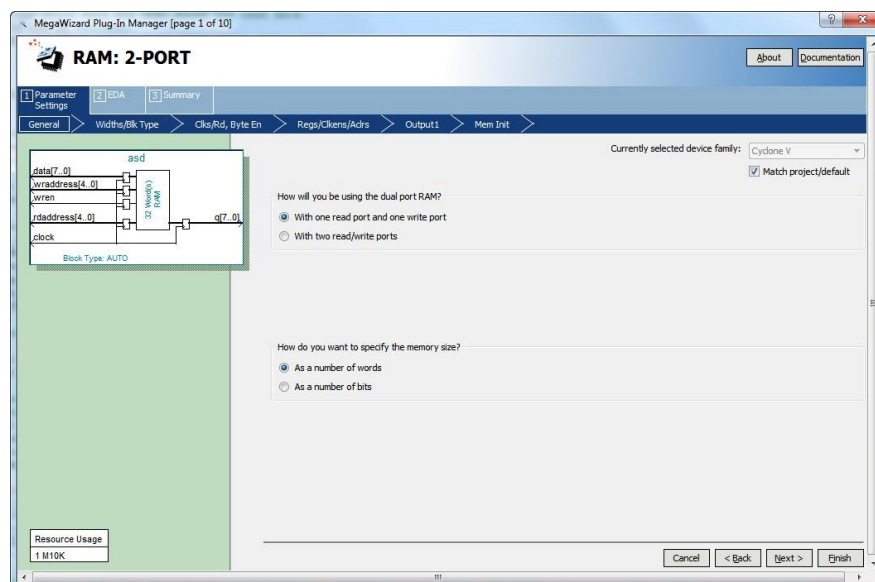 MegaWizard Plug-In Manager [page 1 of 10]
RAM: 2-PORT
About
Documentation
1 Parameter Settings
2 EDA
3 Summary
General
Widths/Blk Type
Clks/Rd, Byte En
Regs/Clkens/Adrs
Output1
Mem Init
Currently selected device family:
Cyclone V
Match project/default
asd
data[7..0]
wraddress[4..0]
wren
rdaddress[4..0]
clock
32 Word(s)
RAM
q[7..0]
Block Type: AUTO
How will you be using the dual port RAM?
With one read port and one write port
With two read/write ports
How do you want to specify the memory size?
As a number of words
As a number of bits
Resource Usage
1 M10K
Cancel
< Back
Next >
Finish